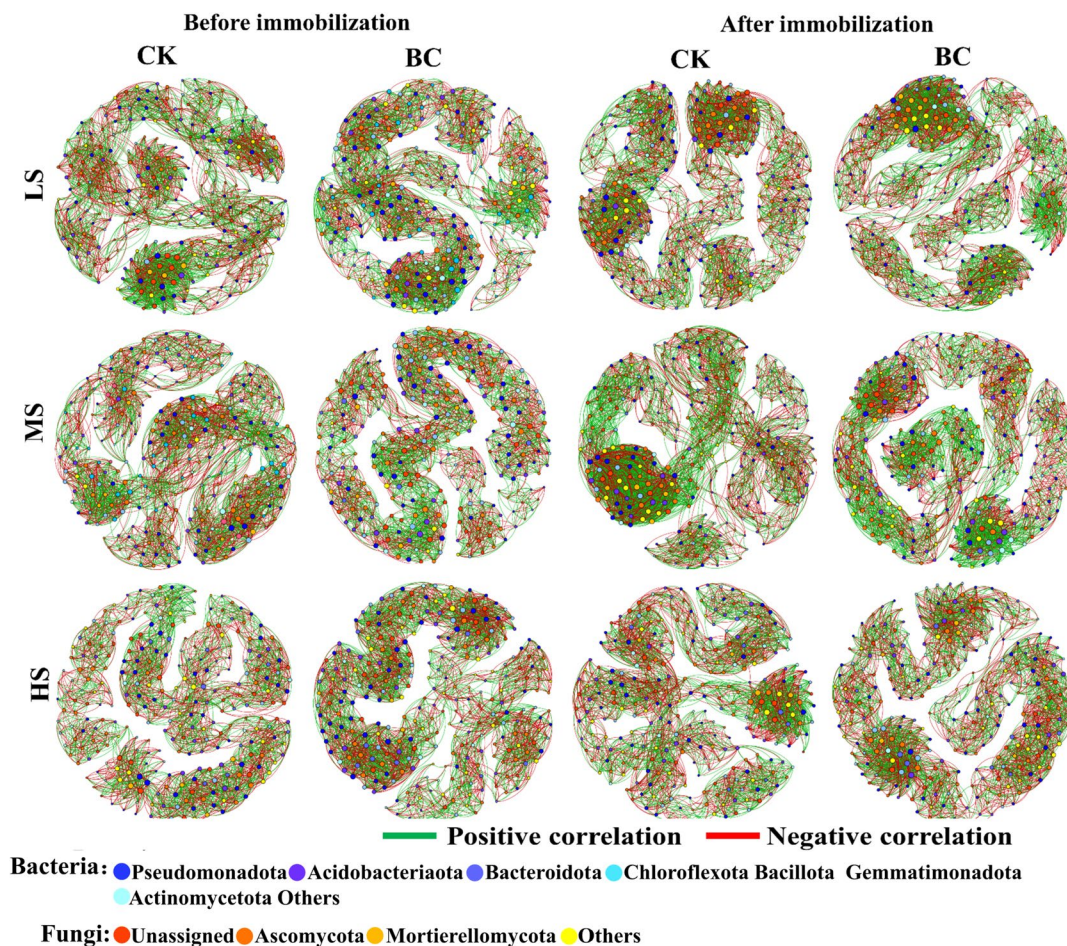 Before immobilization After immobilization
CK BC CK BC
LS
MS
HS
Positive correlation Negative correlation
Bacteria: Pseudomonadota Acidobacteriaota Bacteroidota Chloroflexota Bacillota Gemmatimonadota
Actinomycetota Others
Fungi: Unassigned Ascomycota Mortierellomycota Others